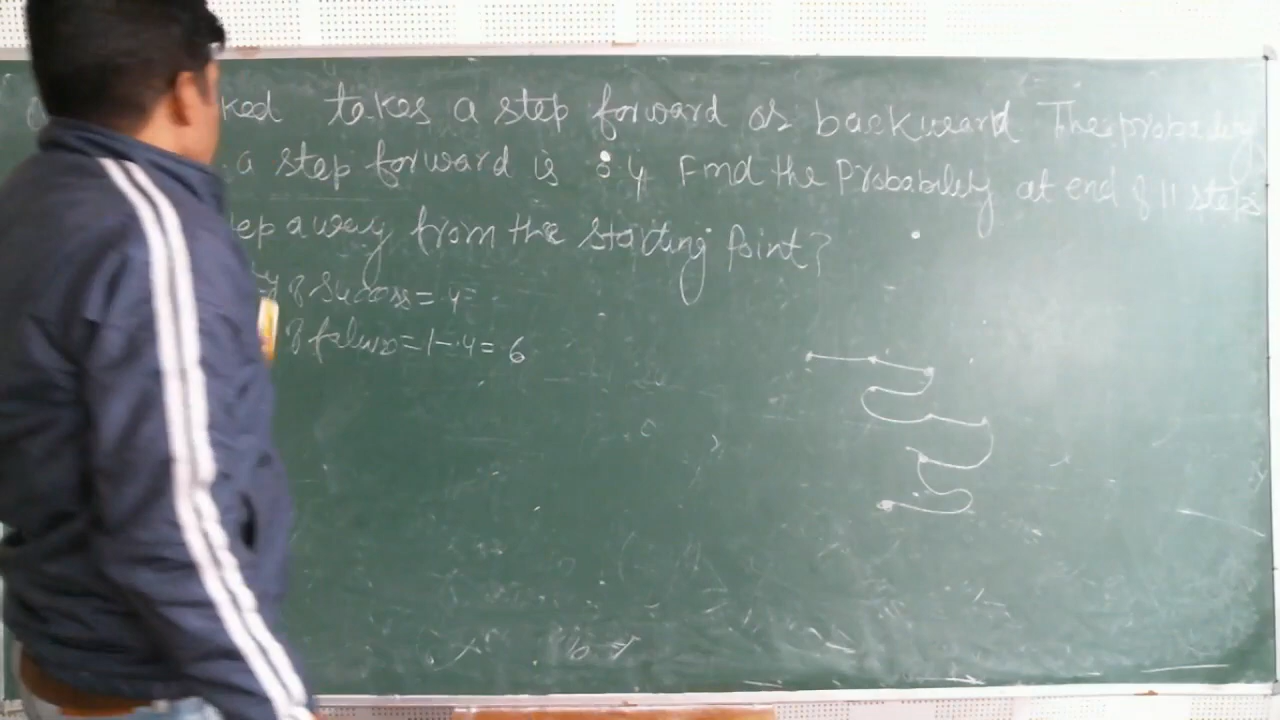 ked takes a step forward or backward The probability
a step forward is .4 Find the Probability at end of 11 steps
ep away from the starting Point?
y of Success = .4
of = 1-.4= 6